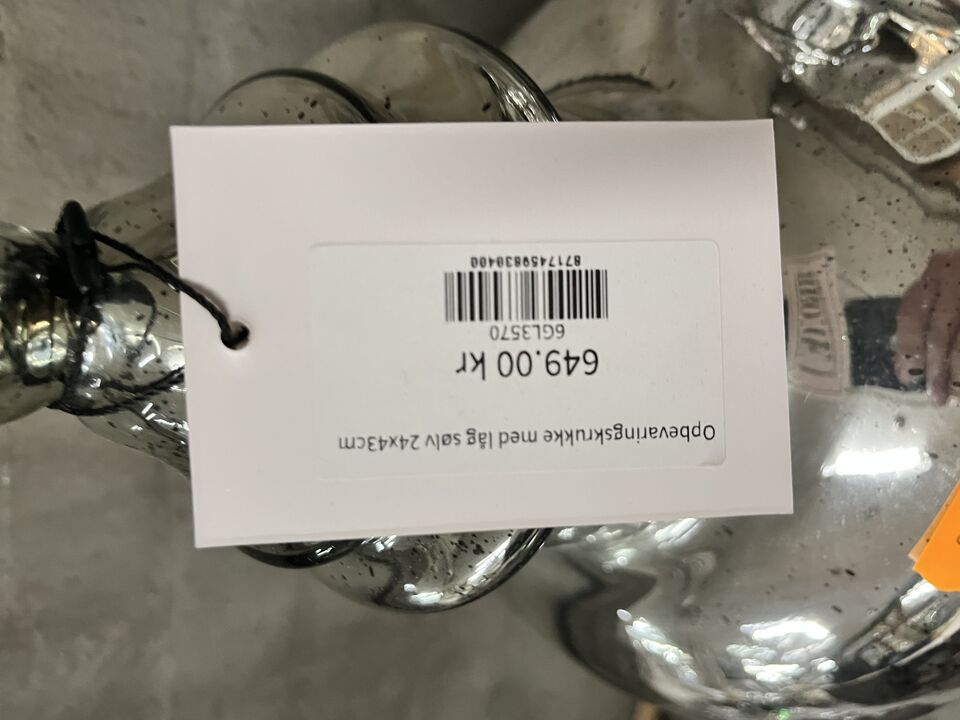 Opbevaringskrukke med låg sølv 24x43cm
649.00 kr
6GL3570
8717459830400